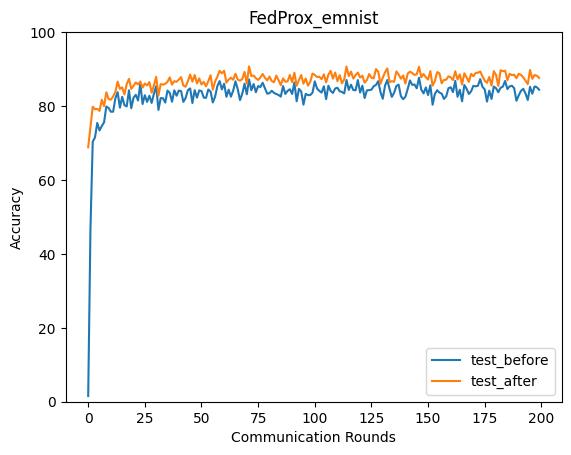 FedProx_emnist
100
80
60
40
20
0
Accuracy
0 25 50 75 100 125 150 175 200
Communication Rounds
test_before
test_after